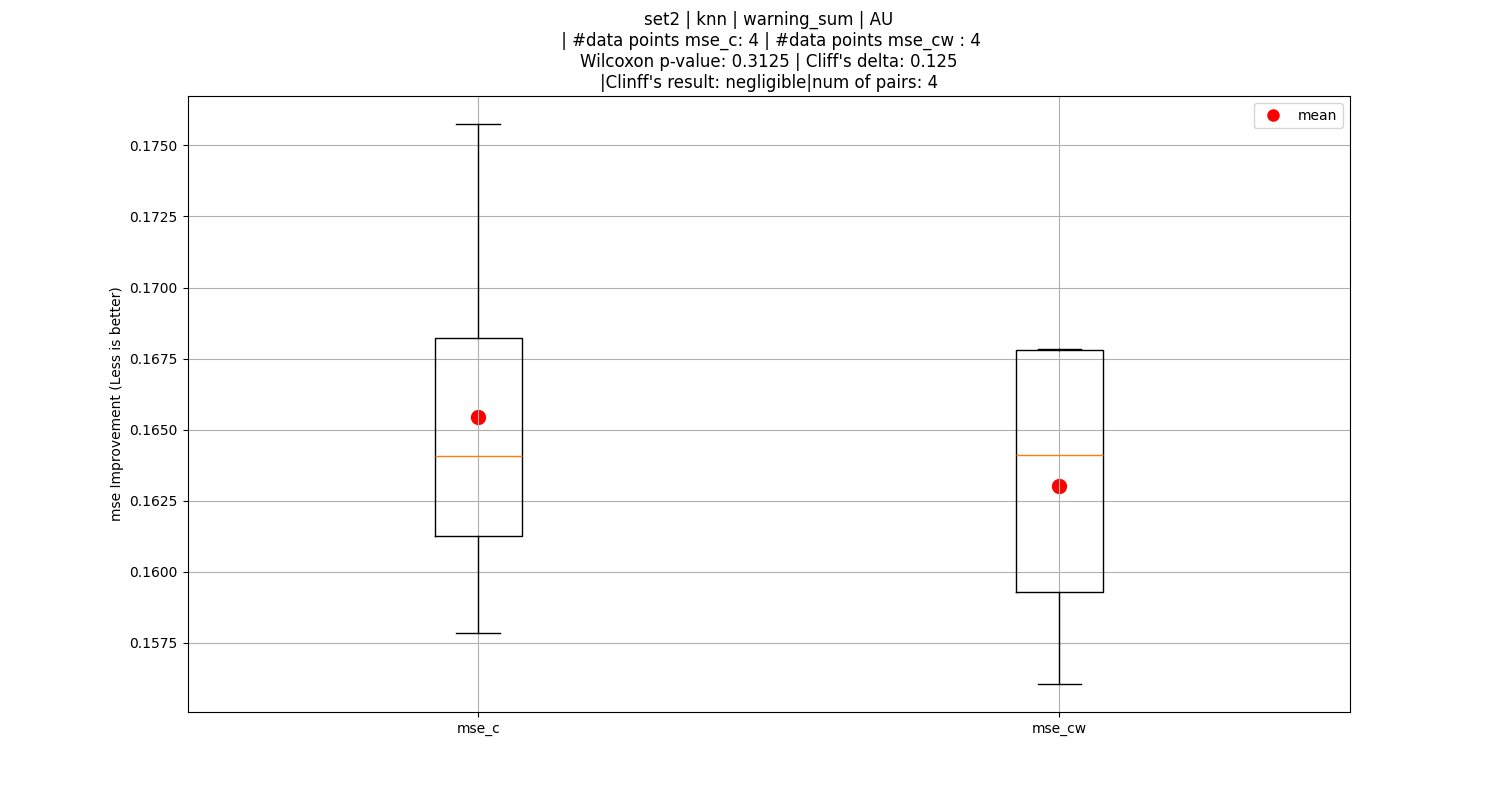 set2 | knn | warning_sum | AU
| #data points mse_c: 4 | #data points mse_cw : 4
Wilcoxon p-value: 0.3125 | Cliff's delta: 0.125
|Clinff's result: negligible|num of pairs: 4
mean
mse Improvement (Less is better)
0.1750
0.1725
0.1700
0.1675
0.1650
0.1625
0.1600
0.1575
mse_c
mse_cw